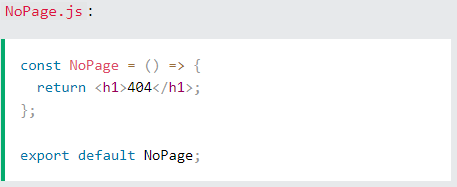 NoPage.js:
const NoPage = () => {
  return <h1>404</h1>;
};
export default NoPage;